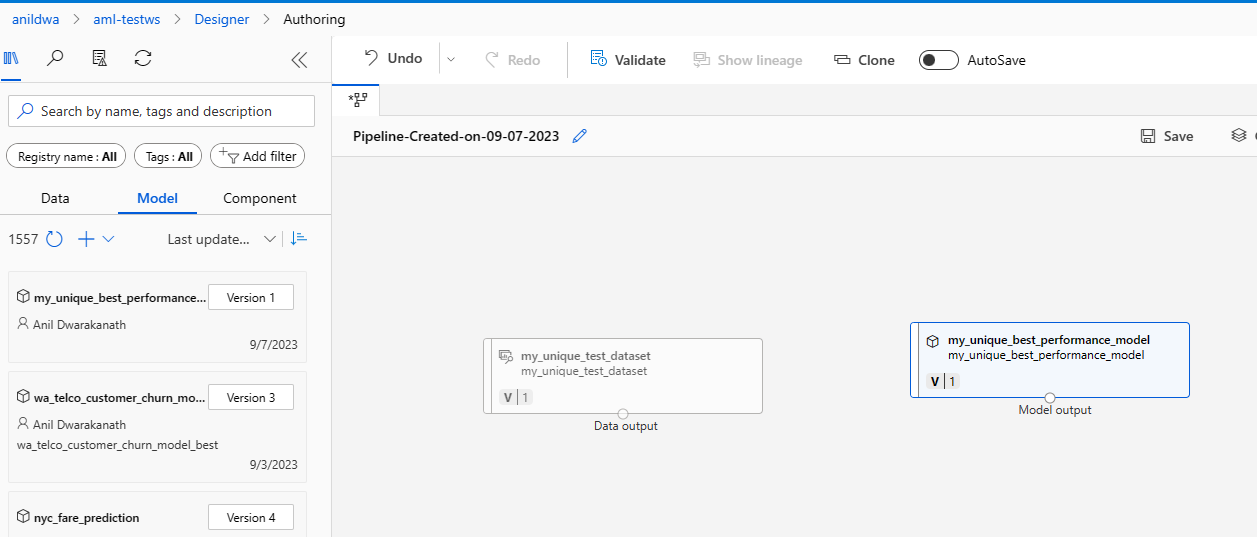 anildwa > aml-testws > Designer > Authoring
Undo Redo Validate Show lineage Clone AutoSave
Search by name, tags and description
Registry name : All Tags : All Add filter
Data Model Component
1557 Last update...
my_unique_best_performance... Version 1
Anil Dwarakanath
9/7/2023
wa_telco_customer_churn_mo... Version 3
Anil Dwarakanath
wa_telco_customer_churn_model_best
9/3/2023
nyc_fare_prediction Version 4
Pipeline-Created-on-09-07-2023 Save
my_unique_test_dataset
my_unique_test_dataset
V 1
Data output
my_unique_best_performance_model
my_unique_best_performance_model
V 1
Model output